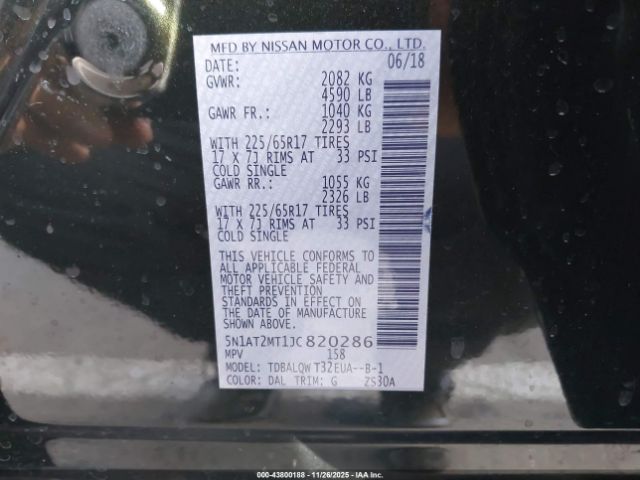 MFD BY NISSAN MOTOR CO., LTD.
DATE: 06/18
GVWR: 2082 KG
4590 LB
GAWR FR.: 1040 KG
2293 LB
WITH 225/65R17 TIRES
17 X 7J RIMS AT 33 PSI
COLD SINGLE
GAWR RR.: 1055 KG
2326 LB
WITH 225/65R17 TIRES
17 X 7J RIMS AT 33 PSI
COLD SINGLE
THIS VEHICLE CONFORMS TO
ALL APPLICABLE FEDERAL
MOTOR VEHICLE SAFETY AND
THEFT PREVENTION
STANDARDS IN EFFECT ON
THE DATE OF MANUFACTURE
SHOWN ABOVE.
5N1AT2MT1JC820286
MPV 158
TDBALQW T32EUA--B-1
COLOR: DAL TRIM: G ZS30A
000-43800188 - 11/26/2025 - IAA Inc.